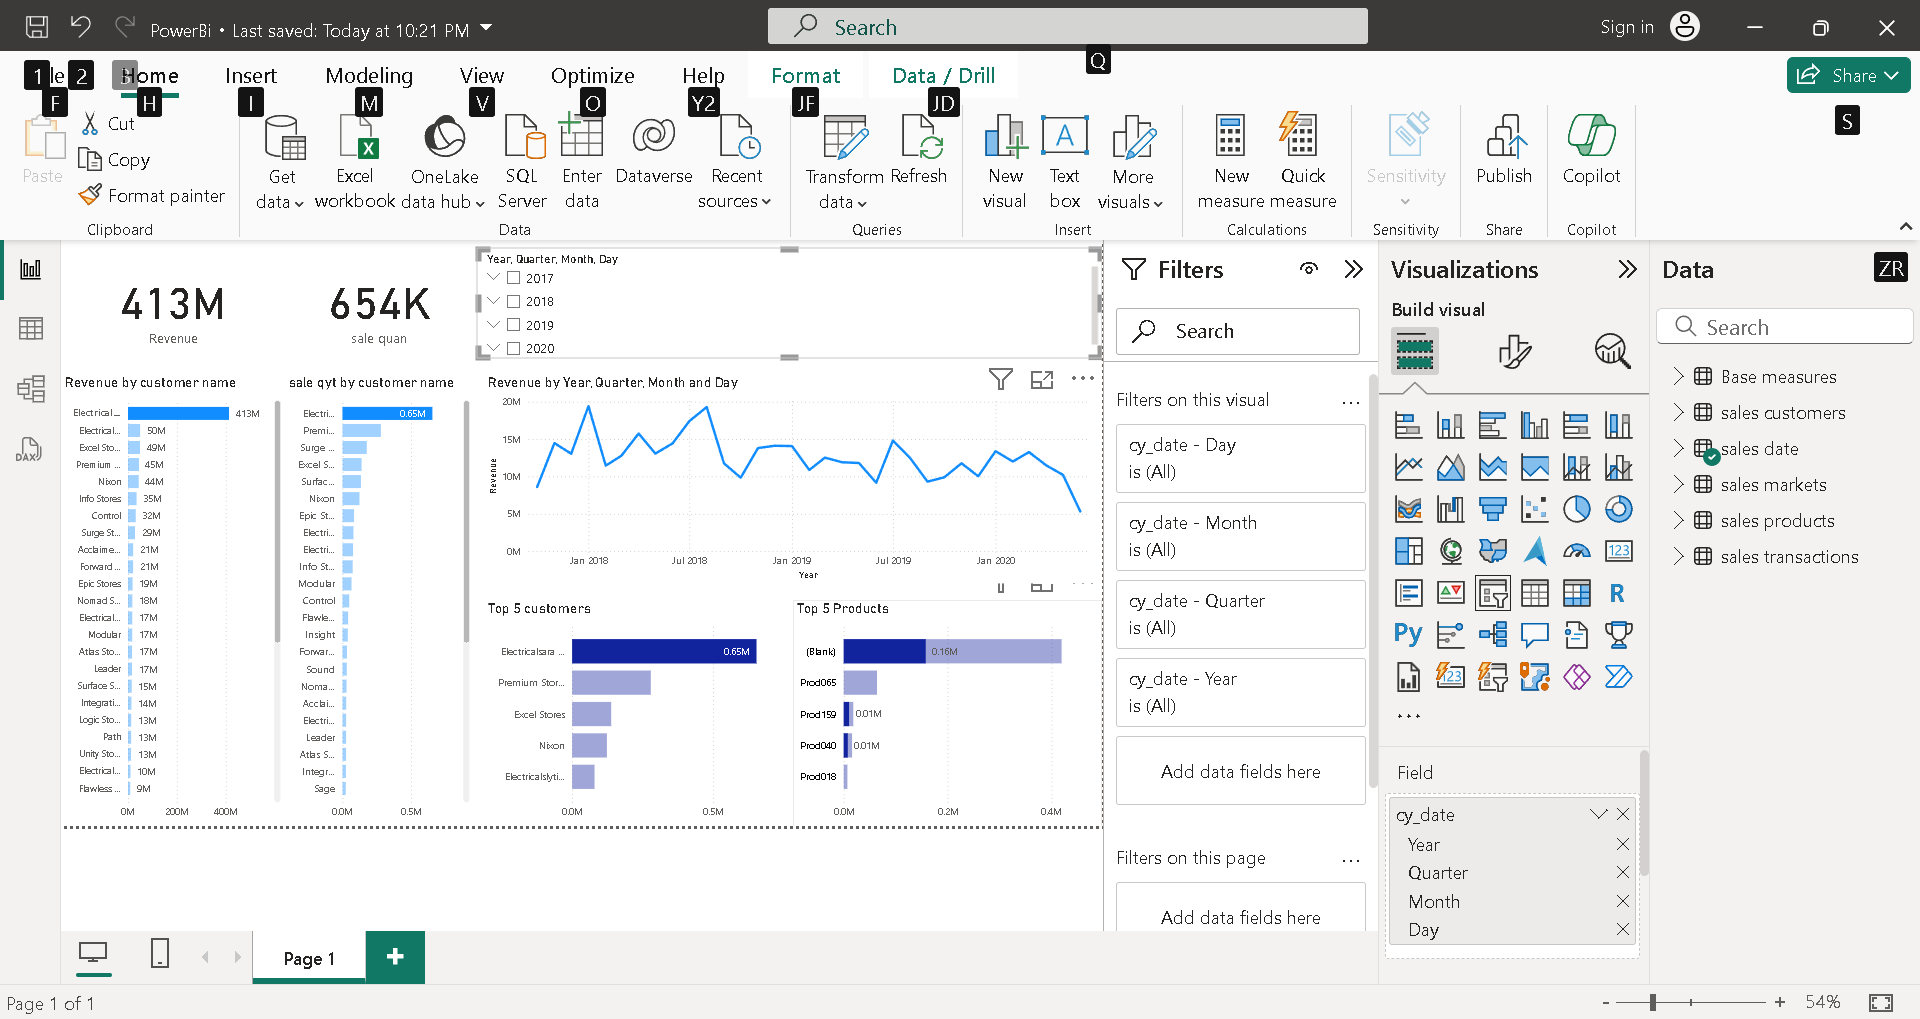 PowerBi • Last saved: Today at 10:21 PM
Search
Sign in
1 le 2 Home Insert Modeling View Optimize Help Format Data / Drill
Q
Share
F H I M V O Y2 JF JD
S
Paste
Cut
Copy
Format painter
Clipboard
Get data
Excel workbook
OneLake data hub
SQL Server
Enter data
Dataverse
Recent sources
Data
Transform data
Refresh
Queries
New visual
Text box
More visuals
Insert
New measure
Quick measure
Calculations
Sensitivity
Sensitivity
Publish
Share
Copilot
Copilot
413M
Revenue
654K
sale quan
Year, Quarter, Month, Day
2017
2018
2019
2020
Revenue by customer name
Electrical... 413M
Electrical... 50M
Excel Sto... 49M
Premium ... 45M
Nixon 44M
Info Stores 35M
Control 32M
Surge St... 29M
Acclaime... 21M
Forward ... 21M
Epic Stores 19M
Nomad S... 18M
Electrical... 17M
Modular 17M
Atlas Sto... 17M
Leader 17M
Surface S... 15M
Integrati... 14M
Logic Sto... 13M
Path 13M
Unity Sto... 13M
Electrical... 10M
Flawless ... 9M
0M 200M 400M
sale qyt by customer name
Electri... 0.65M
Premi...
Surge ...
Excel S...
Surfac...
Nixon
Epic St...
Electri...
Electri...
Info St...
Modular
Control
Flawle...
Insight
Forwar...
Sound
Noma...
Acclai...
Electri...
Leader
Atlas S...
Integr...
Sage
0.0M 0.5M
Revenue by Year, Quarter, Month and Day
20M
15M
10M
5M
0M
Revenue
Jan 2018 Jul 2018 Jan 2019 Jul 2019 Jan 2020
Year
Top 5 customers
Electricalsara ... 0.65M
Premium Stor...
Excel Stores
Nixon
Electricalslyti...
0.0M 0.5M
Top 5 Products
(Blank) 0.16M
Prod065
Prod159 0.01M
Prod040 0.01M
Prod018
0.0M 0.2M 0.4M
Filters
Search
Filters on this visual ...
cy_date - Day
is (All)
cy_date - Month
is (All)
cy_date - Quarter
is (All)
cy_date - Year
is (All)
Add data fields here
Filters on this page ...
Add data fields here
Visualizations
Build visual
123
R
Py
123
...
Field
cy_date
Year
Quarter
Month
Day
Data
ZR
Search
Base measures
sales customers
sales date
sales markets
sales products
sales transactions
DAX
Page 1
+
Page 1 of 1
- + 54%